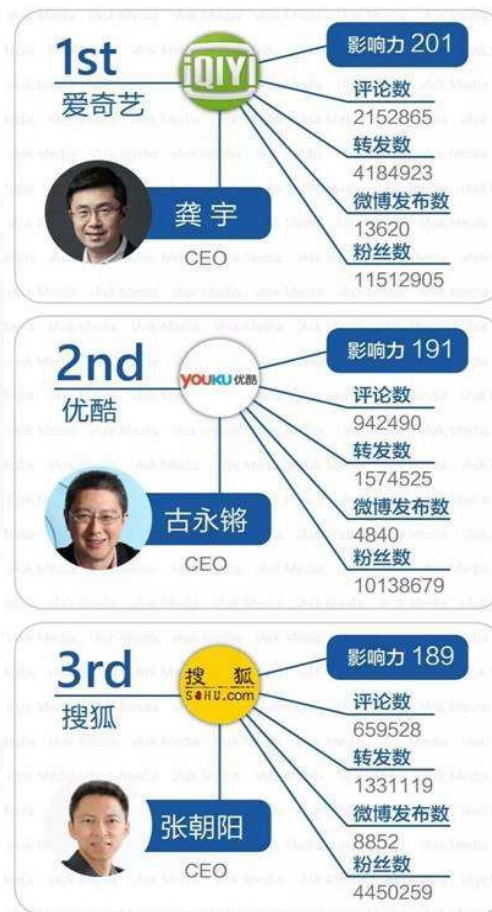 1st
爱奇艺
iQIYI
影响力 201
评论数
2152865
转发数
4184923
微博发布数
13620
粉丝数
11512905
龚宇
CEO
2nd
优酷
YOUKU 优酷
影响力 191
评论数
942490
转发数
1574525
微博发布数
4840
粉丝数
10138679
古永锵
CEO
3rd
搜狐
搜 狐
SOHU.com
影响力 189
评论数
659528
转发数
1331119
微博发布数
8852
粉丝数
4450259
张朝阳
CEO